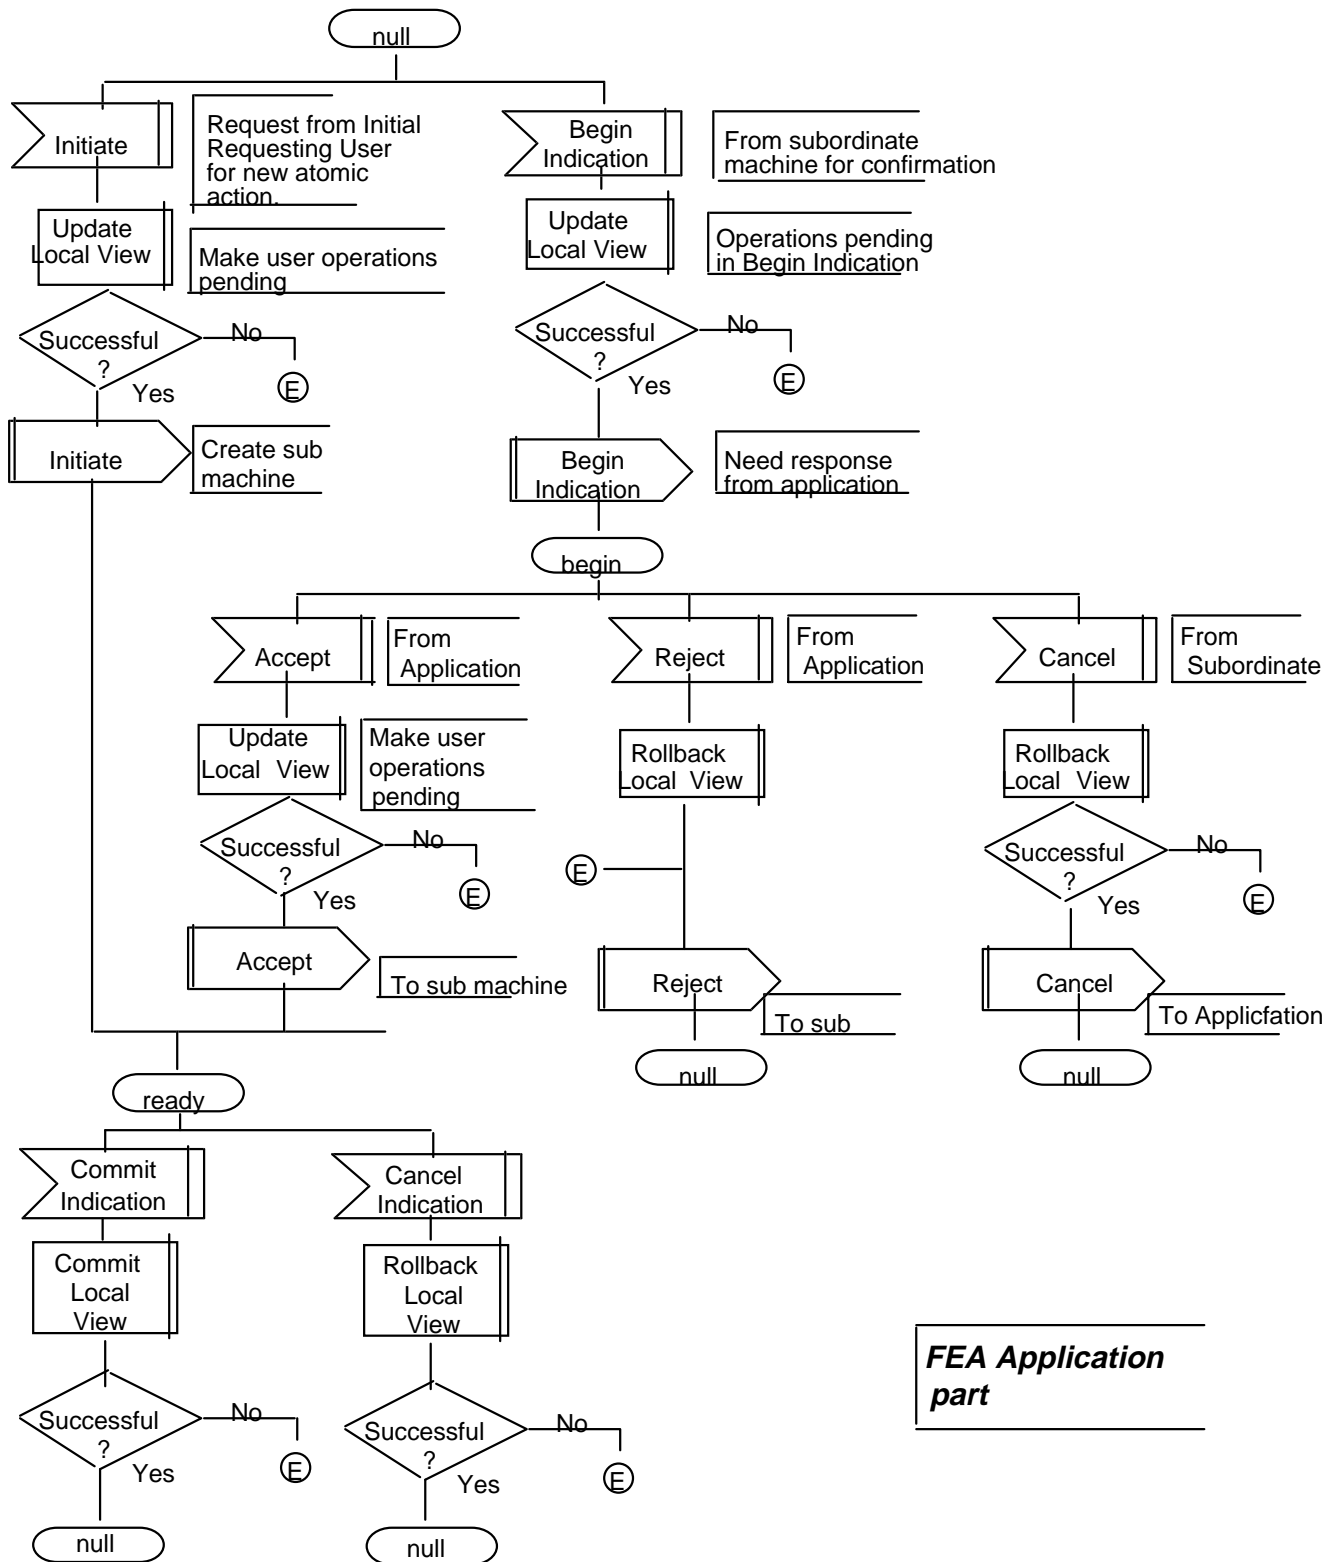 null
Initiate
Request from Initial
Requesting User
for new atomic
action.
Begin
Indication
From subordinate
machine for confirmation
Update
Local View
Make user operations
pending
Update
Local View
Operations pending
in Begin Indication
Successful
?
No
Yes
E
Successful
?
No
Yes
E
Initiate
Create sub
machine
Begin
Indication
Need response
from application
begin
Accept
From
Application
Reject
From
Application
Cancel
From
Subordinate
Update
Local View
Make user
operations
pending
Rollback
Local View
Rollback
Local View
Successful
?
No
Yes
E
E
Successful
?
No
Yes
E
Accept
To sub machine
Reject
To sub
Cancel
To Applicfation
null
null
ready
Commit
Indication
Cancel
Indication
Commit
Local
View
Rollback
Local
View
FEA Application
part
Successful
?
No
Yes
E
Successful
?
No
Yes
E
null
null